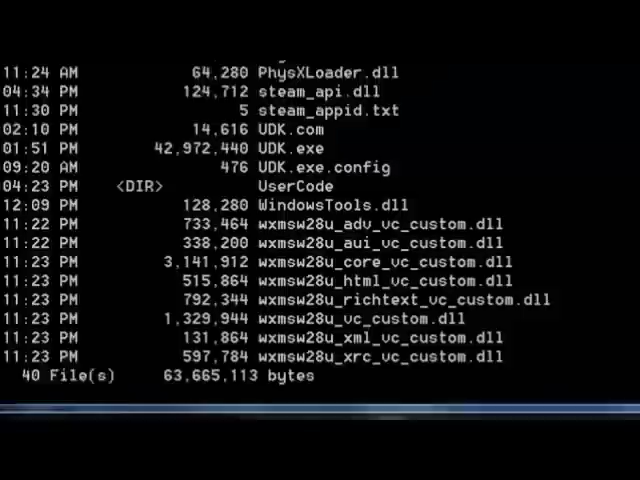 11:24 AM 64,280 PhysXLoader.dll
04:34 PM 124,712 steam_api.dll
11:30 PM 5 steam_appid.txt
02:10 PM 14,616 UDK.com
01:51 PM 42,972,440 UDK.exe
09:20 AM 476 UDK.exe.config
04:23 PM <DIR> UserCode
12:09 PM 128,280 WindowsTools.dll
11:22 PM 733,464 wxmsw28u_adv_vc_custom.dll
11:22 PM 338,200 wxmsw28u_aui_vc_custom.dll
11:23 PM 3,141,912 wxmsw28u_core_vc_custom.dll
11:23 PM 515,864 wxmsw28u_html_vc_custom.dll
11:23 PM 792,344 wxmsw28u_richtext_vc_custom.dll
11:23 PM 1,329,944 wxmsw28u_vc_custom.dll
11:23 PM 131,864 wxmsw28u_xml_vc_custom.dll
11:23 PM 597,784 wxmsw28u_xrc_vc_custom.dll
40 File(s) 63,665,113 bytes